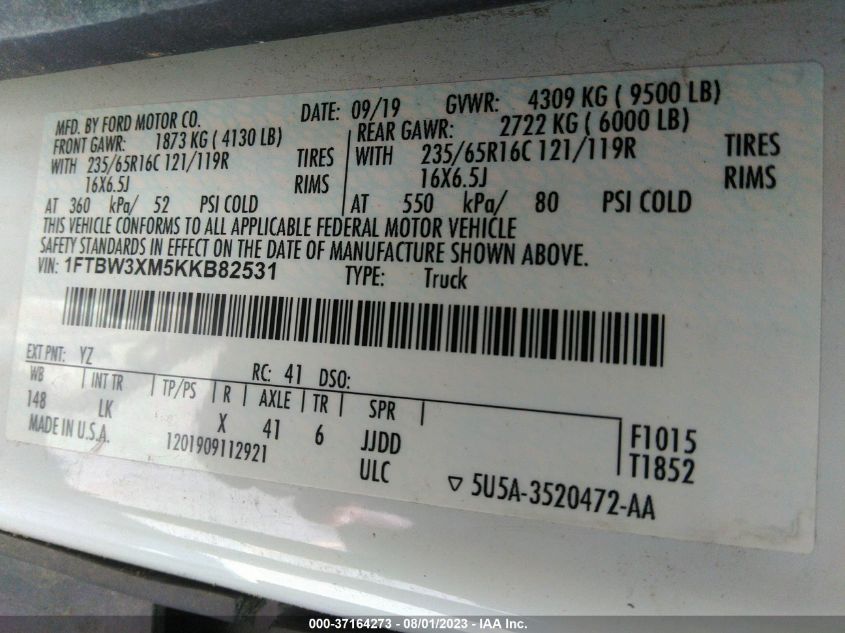 MFD. BY FORD MOTOR CO. DATE: 09/19 GVWR: 4309 KG ( 9500 LB)
FRONT GAWR: 1873 KG ( 4130 LB) REAR GAWR: 2722 KG ( 6000 LB)
WITH 235/65R16C 121/119R TIRES WITH 235/65R16C 121/119R TIRES
16X6.5J RIMS 16X6.5J RIMS
AT 360 kPa/ 52 PSI COLD AT 550 kPa/ 80 PSI COLD
THIS VEHICLE CONFORMS TO ALL APPLICABLE FEDERAL MOTOR VEHICLE
SAFETY STANDARDS IN EFFECT ON THE DATE OF MANUFACTURE SHOWN ABOVE.
VIN: 1FTBW3XM5KKB82531 TYPE: Truck
EXT PNT: YZ RC: 41 DSO:
WB INT TR TP/PS R AXLE TR SPR
148 LK X 41 6 JJDD F1015
MADE IN U.S.A. 1201909112921 ULC T1852
▽ 5U5A-3520472-AA
000-37164273 - 08/01/2023 - IAA Inc.